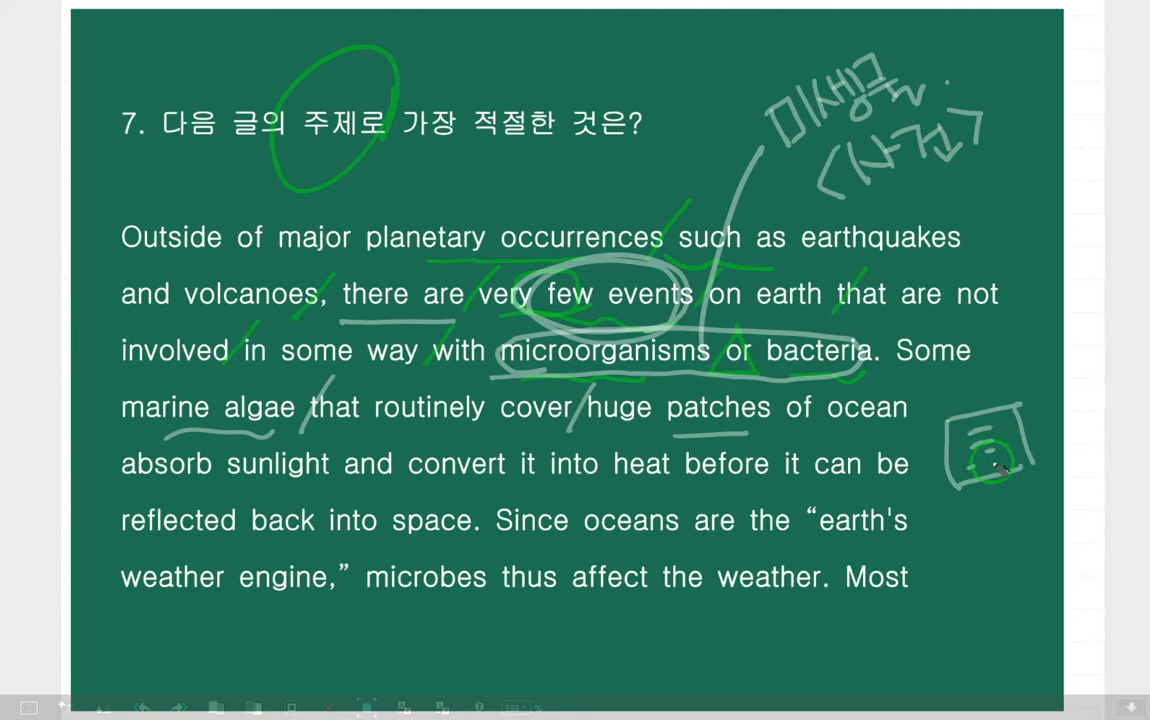 7. 다음 글의 주제로 가장 적절한 것은?
미생물
<사건>
Outside of major planetary occurrences such as earthquakes
and volcanoes, there are very few events on earth that are not
involved in some way with microorganisms or bacteria. Some
marine algae that routinely cover huge patches of ocean
absorb sunlight and convert it into heat before it can be
reflected back into space. Since oceans are the “earth's
weather engine,” microbes thus affect the weather. Most
133 %